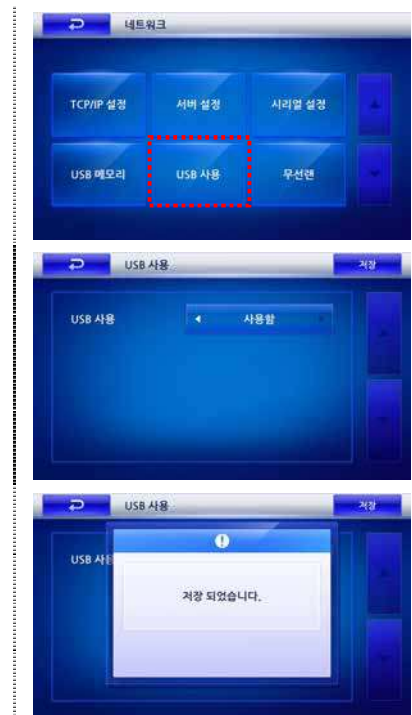 네트워크
TCP/IP 설정 서버 설정 시리얼 설정
USB 메모리 USB 사용 무선랜
USB 사용 저장
USB 사용 사용함
USB 사용 저장
USB 사용
저장 되었습니다.